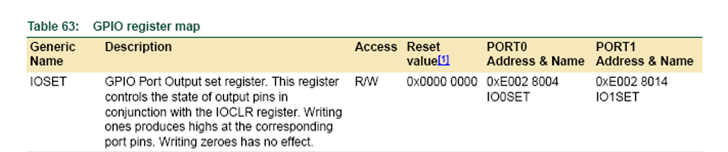 Table 63: GPIO register map
Generic Name Description Access Reset value[1] PORT0 Address & Name PORT1 Address & Name
IOSET GPIO Port Output set register. This register R/W 0x0000 0000 0xE002 8004 0xE002 8014
controls the state of output pins in IO0SET IO1SET
conjunction with the IOCLR register. Writing
ones produces highs at the corresponding
port pins. Writing zeroes has no effect.